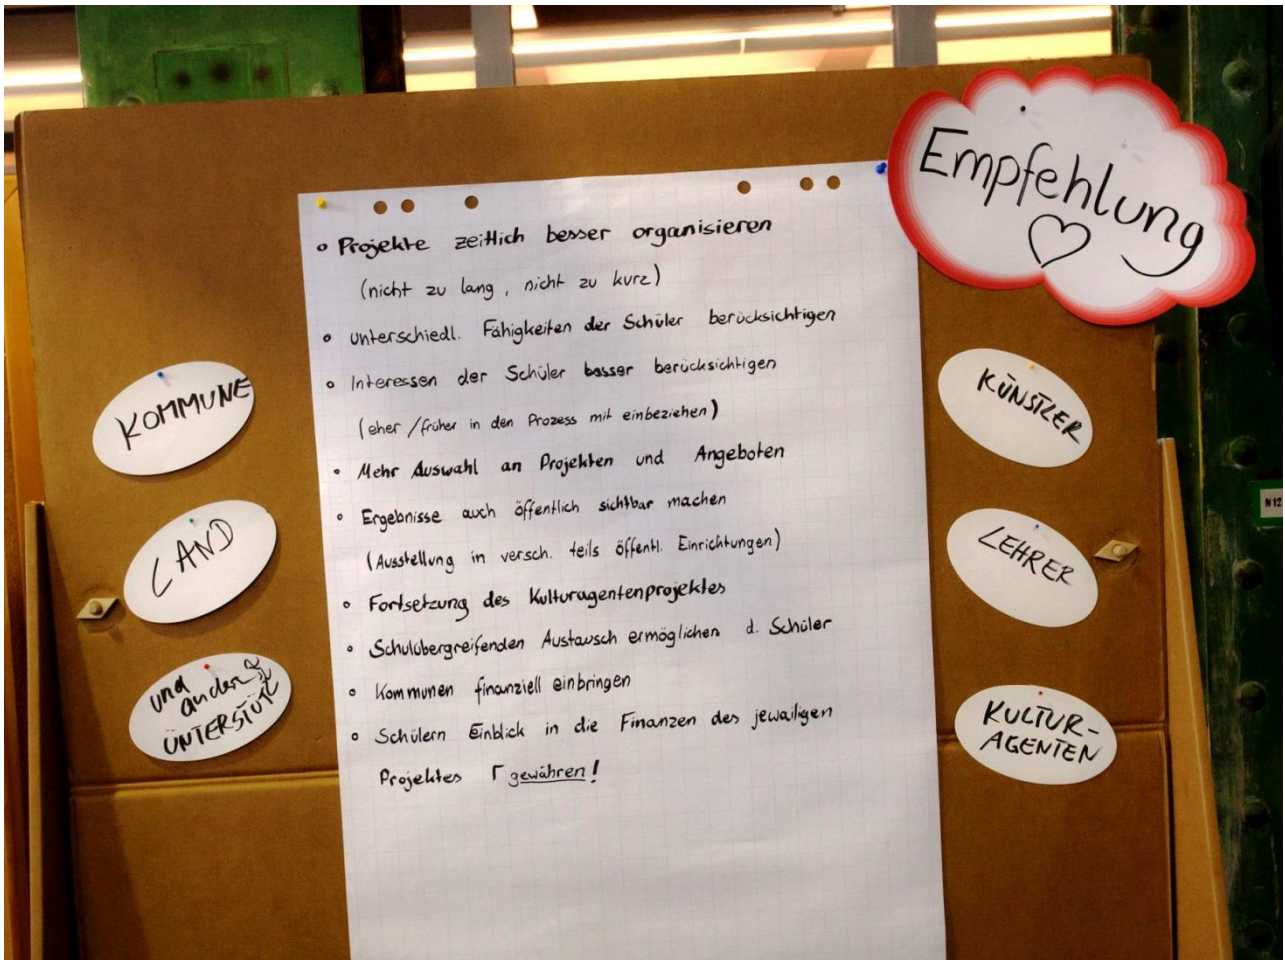 Empfehlung
• Projekte zeitlich besser organisieren
(nicht zu lang, nicht zu kurz)
• unterschiedl. Fähigkeiten der Schüler berücksichtigen
• Interessen der Schüler besser berücksichtigen
(eher / früher in den Prozess mit einbeziehen)
• Mehr Auswahl an Projekten und Angeboten
• Ergebnisse auch öffentlich sichtbar machen
(Ausstellung in versch. teils öffentl. Einrichtungen)
• Fortsetzung des Kulturagentenprojektes
• Schulübergreifenden Austausch ermöglichen d. Schüler
• Kommunen finanziell einbringen
• Schülern Einblick in die Finanzen des jeweiligen
Projektes gewähren!
KOMMUNE
LAND
und
andere
UNTERSTÜTZ
KÜNSTLER
LEHRER
KULTUR-
AGENTEN
N12